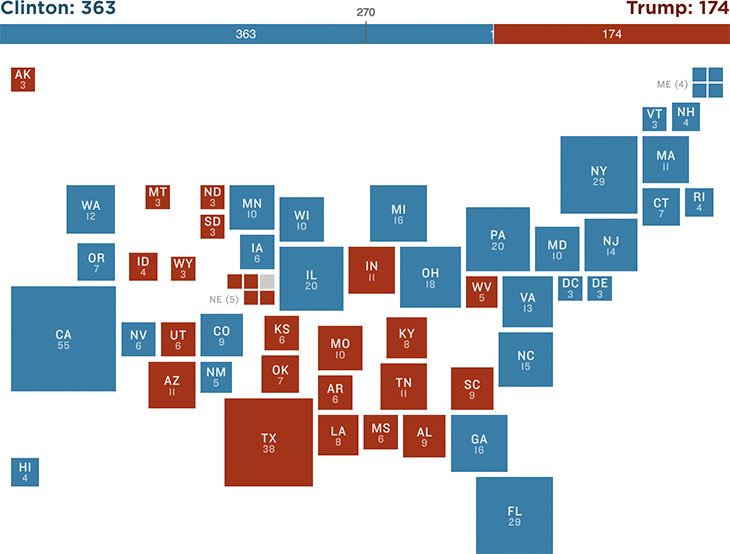 Clinton: 363
Trump: 174
270
363
1
174
AK
3
ME (4)
VT
3
NH
4
NY
29
MA
11
WA
12
MT
3
ND
3
MN
10
WI
10
MI
16
CT
7
RI
4
SD
3
PA
20
MD
10
NJ
14
OR
7
ID
4
WY
3
IA
6
IL
20
IN
11
OH
18
WV
5
VA
13
DC
3
DE
3
NE (5)
CA
55
NV
6
UT
6
CO
9
KS
6
MO
10
KY
8
NC
15
AZ
11
NM
5
OK
7
AR
6
TN
11
SC
9
TX
38
LA
8
MS
6
AL
9
GA
16
HI
4
FL
29